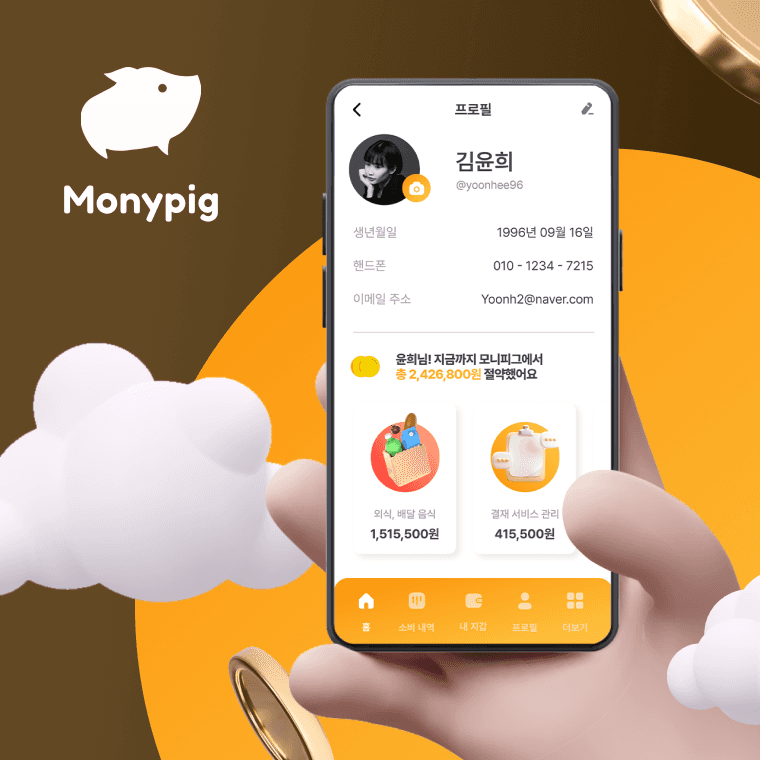 Monypig
프로필
김윤희
@yoonhee96
생년월일 1996년 09월 16일
핸드폰 010 - 1234 - 7215
이메일 주소 Yoonh2@naver.com
윤희님! 지금까지 모니피그에서
총 2,426,800원 절약했어요
외식, 배달 음식
1,515,500원
결재 서비스 관리
415,500원
홈 소비 내역 내 지갑 프로필 더보기